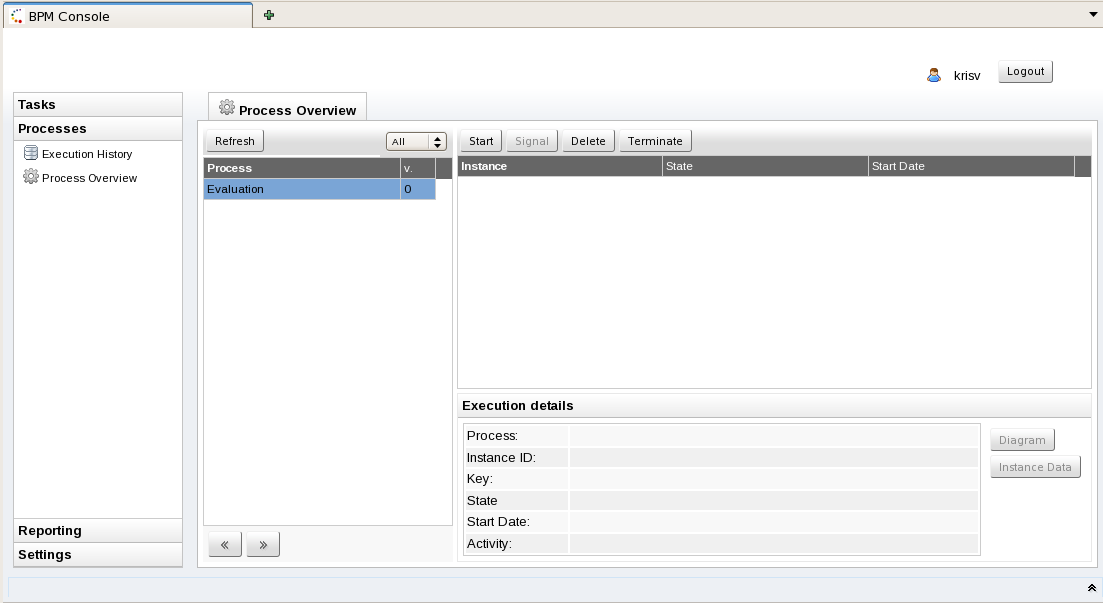 BPM Console
krisv
Logout
Tasks
Processes
Execution History
Process Overview
Reporting
Settings
Process Overview
Refresh
All
Process v.
Evaluation 0
«
»
Start Signal Delete Terminate
Instance State Start Date
Execution details
Process:
Instance ID:
Key:
State
Start Date:
Activity:
Diagram
Instance Data